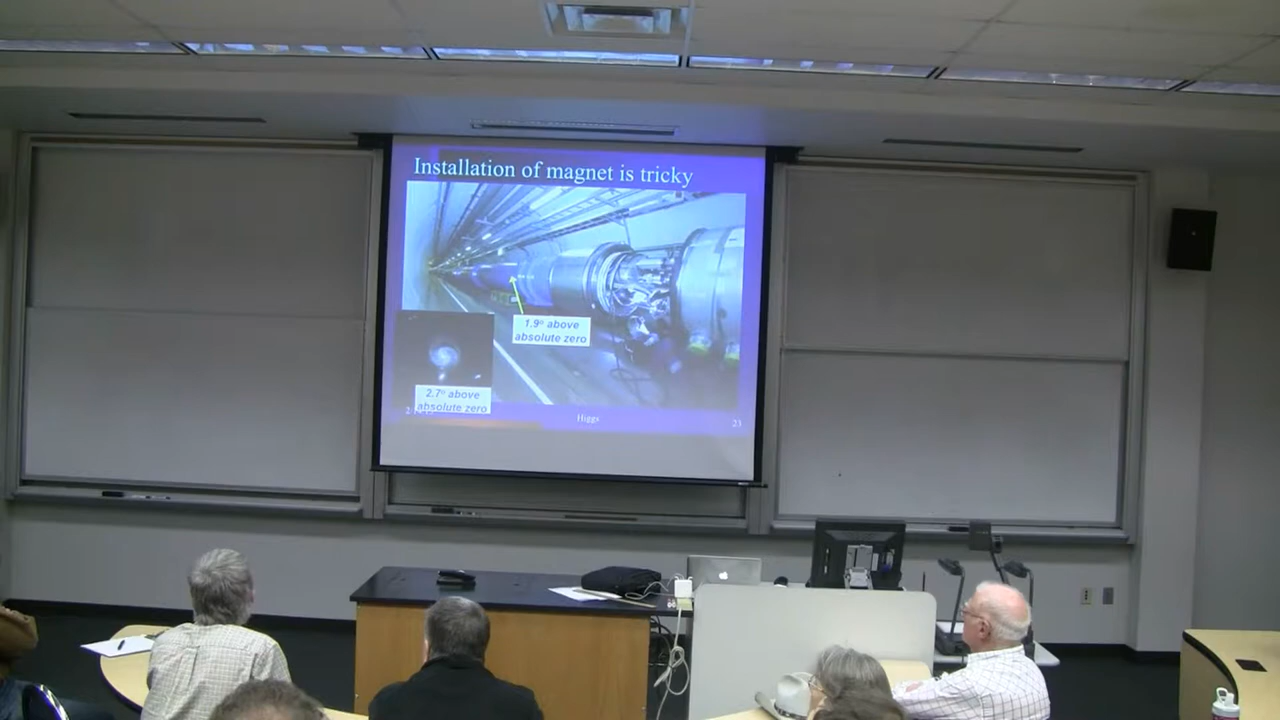 Installation of magnet is tricky
1.9° above
absolute zero
2.7° above
absolute zero
Higgs
23